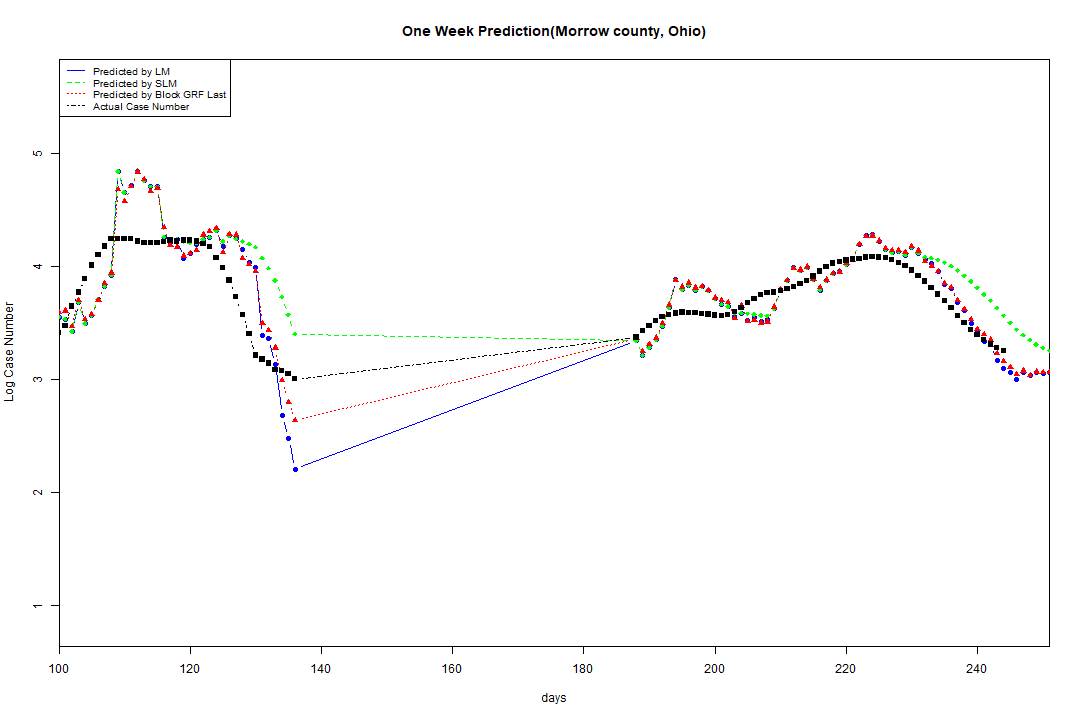 One Week Prediction(Morrow county, Ohio)
Predicted by LM
Predicted by SLM
Predicted by Block GRF Last
Actual Case Number
Log Case Number
5
4
3
2
1
100 120 140 160 180 200 220 240
days